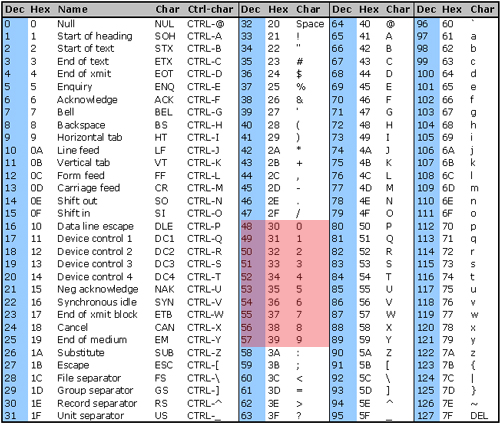 Dec Hex Name Char Ctrl-char Dec Hex Char Dec Hex Char Dec Hex Char
0 0 Null NUL CTRL-@ 32 20 Space 64 40 @ 96 60 `
1 1 Start of heading SOH CTRL-A 33 21 ! 65 41 A 97 61 a
2 2 Start of text STX CTRL-B 34 22 " 66 42 B 98 62 b
3 3 End of text ETX CTRL-C 35 23 # 67 43 C 99 63 c
4 4 End of xmit EOT CTRL-D 36 24 $ 68 44 D 100 64 d
5 5 Enquiry ENQ CTRL-E 37 25 % 69 45 E 101 65 e
6 6 Acknowledge ACK CTRL-F 38 26 & 70 46 F 102 66 f
7 7 Bell BEL CTRL-G 39 27 ' 71 47 G 103 67 g
8 8 Backspace BS CTRL-H 40 28 ( 72 48 H 104 68 h
9 9 Horizontal tab HT CTRL-I 41 29 ) 73 49 I 105 69 i
10 0A Line feed LF CTRL-J 42 2A * 74 4A J 106 6A j
11 0B Vertical tab VT CTRL-K 43 2B + 75 4B K 107 6B k
12 0C Form feed FF CTRL-L 44 2C , 76 4C L 108 6C l
13 0D Carriage feed CR CTRL-M 45 2D - 77 4D M 109 6D m
14 0E Shift out SO CTRL-N 46 2E . 78 4E N 110 6E n
15 0F Shift in SI CTRL-O 47 2F / 79 4F O 111 6F o
16 10 Data line escape DLE CTRL-P 48 30 0 80 50 P 112 70 p
17 11 Device control 1 DC1 CTRL-Q 49 31 1 81 51 Q 113 71 q
18 12 Device control 2 DC2 CTRL-R 50 32 2 82 52 R 114 72 r
19 13 Device control 3 DC3 CTRL-S 51 33 3 83 53 S 115 73 s
20 14 Device control 4 DC4 CTRL-T 52 34 4 84 54 T 116 74 t
21 15 Neg acknowledge NAK CTRL-U 53 35 5 85 55 U 117 75 u
22 16 Synchronous idle SYN CTRL-V 54 36 6 86 56 V 118 76 v
23 17 End of xmit block ETB CTRL-W 55 37 7 87 57 W 119 77 w
24 18 Cancel CAN CTRL-X 56 38 8 88 58 X 120 78 x
25 19 End of medium EM CTRL-Y 57 39 9 89 59 Y 121 79 y
26 1A Substitute SUB CTRL-Z 58 3A : 90 5A Z 122 7A z
27 1B Escape ESC CTRL-[ 59 3B ; 91 5B [ 123 7B {
28 1C File separator FS CTRL-\ 60 3C < 92 5C \ 124 7C |
29 1D Group separator GS CTRL-] 61 3D = 93 5D ] 125 7D }
30 1E Record separator RS CTRL-^ 62 3E > 94 5E ^ 126 7E ~
31 1F Unit separator US CTRL-_ 63 3F ? 95 5F _ 127 7F DEL